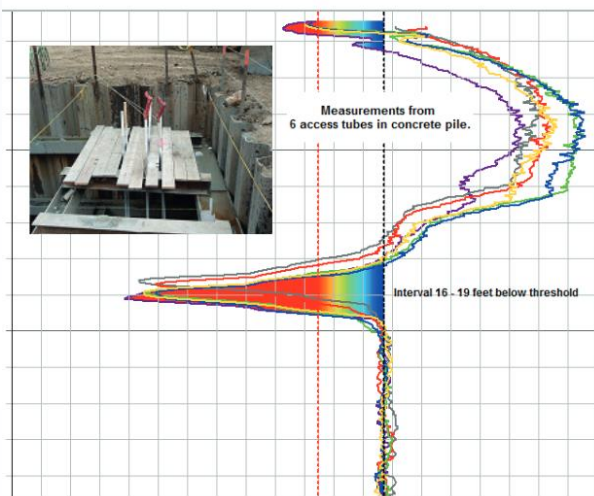 Measurements from
6 access tubes in concrete pile.
Interval 16 - 19 feet below threshold